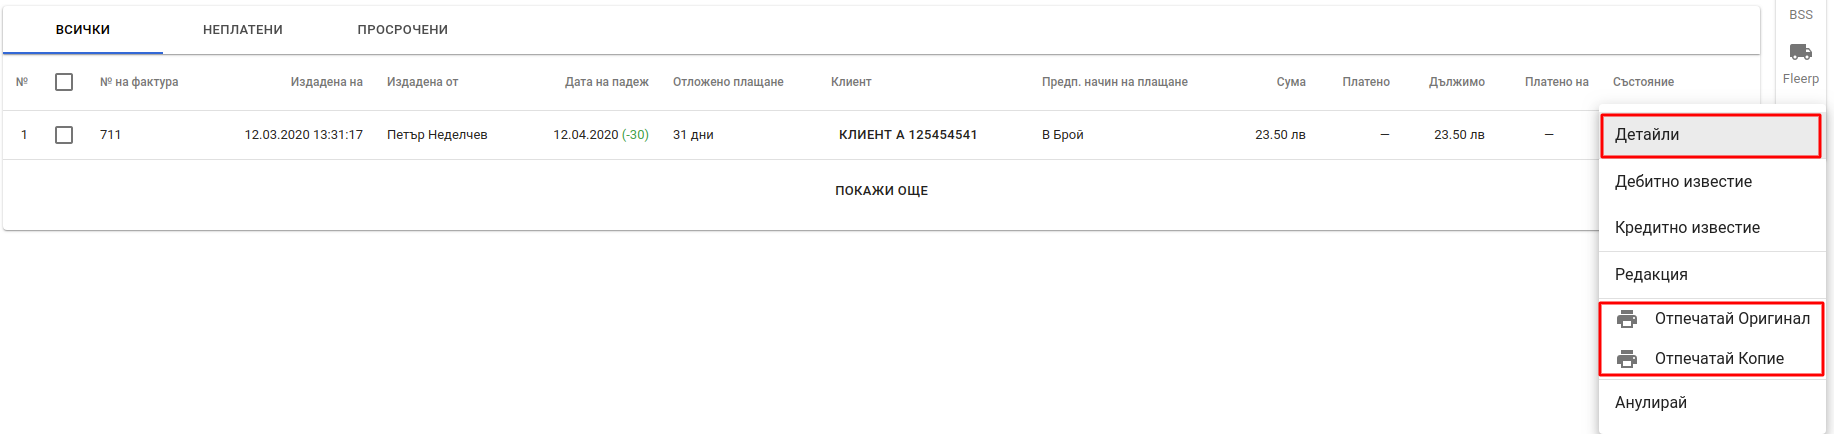 ВСИЧКИ НЕПЛАТЕНИ ПРОСРОЧЕНИ
BSS
Fleerp
№ № на фактура Издадена на Издадена от Дата на падеж Отложено плащане Клиент Предп. начин на плащане Сума Платено Дължимо Платено на Състояние
1 711 12.03.2020 13:31:17 Петър Неделчев 12.04.2020 (-30) 31 дни КЛИЕНТ А 125454541 В Брой 23.50 лв — 23.50 лв —
ПОКАЖИ ОЩЕ
Детайли
Дебитно известие
Кредитно известие
Редакция
Отпечатай Оригинал
Отпечатай Копие
Анулирай